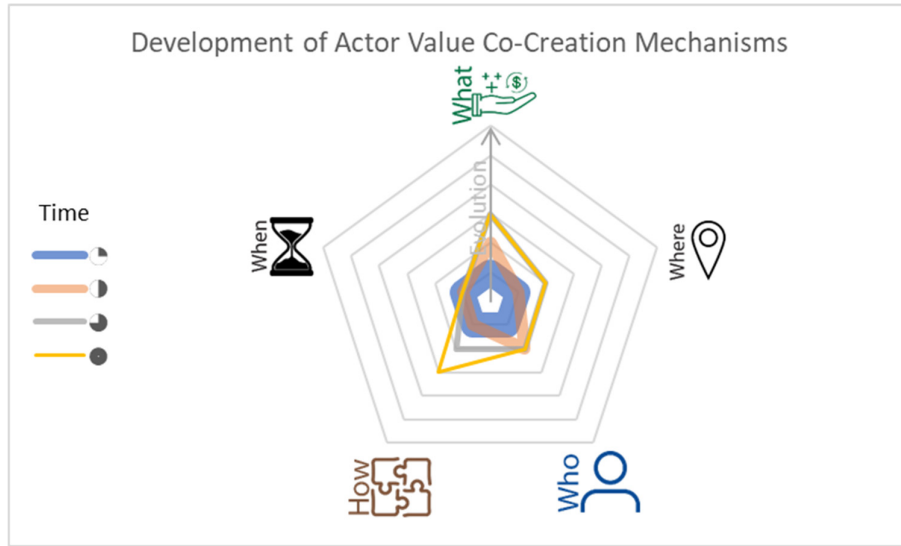 Development of Actor Value Co-Creation Mechanisms
What
$
Evolution
Time
When
Where
How
Who